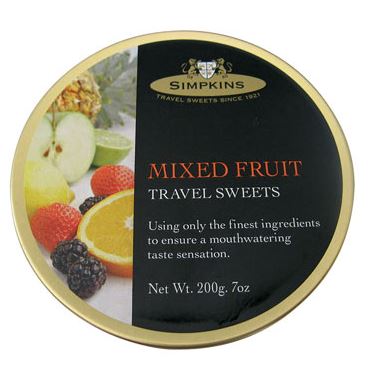 SIMPKINS
TRAVEL SWEETS SINCE 1921
MIXED FRUIT
TRAVEL SWEETS
Using only the finest ingredients
to ensure a mouthwatering
taste sensation.
Net Wt. 200g. 7oz